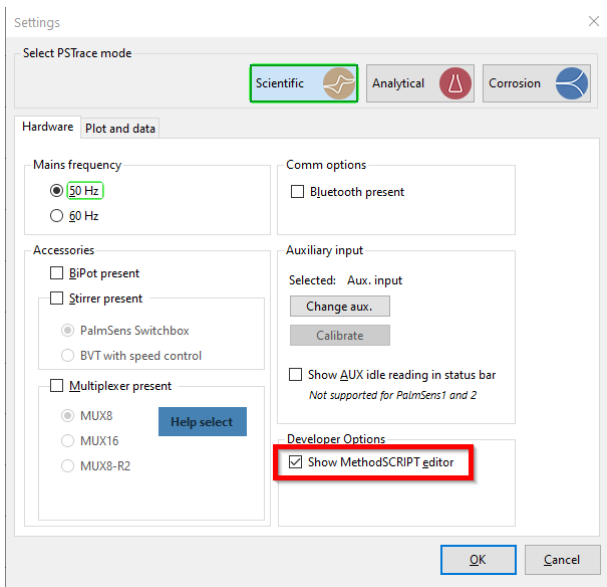 Settings
Select PSTrace mode
Scientific
Analytical
Corrosion
Hardware
Plot and data
Mains frequency
50 Hz
60 Hz
Accessories
BiPot present
Stirrer present
PalmSens Switchbox
BVT with speed control
Multiplexer present
MUX8
MUX16
MUX8-R2
Help select
Comm options
Bluetooth present
Auxiliary input
Selected: Aux. input
Change aux.
Calibrate
Show AUX idle reading in status bar
Not supported for PalmSens1 and 2
Developer Options
Show MethodSCRIPT editor
OK
Cancel